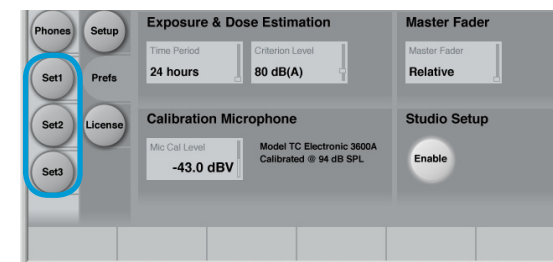 Phones
Setup
Set1
Prefs
Set2
License
Set3
Exposure & Dose Estimation
Time Period
24 hours
Criterion Level
80 dB(A)
Master Fader
Master Fader
Relative
Calibration Microphone
Mic Cal Level
-43.0 dBV
Model TC Electronic 3600A
Calibrated @ 94 dB SPL
Studio Setup
Enable